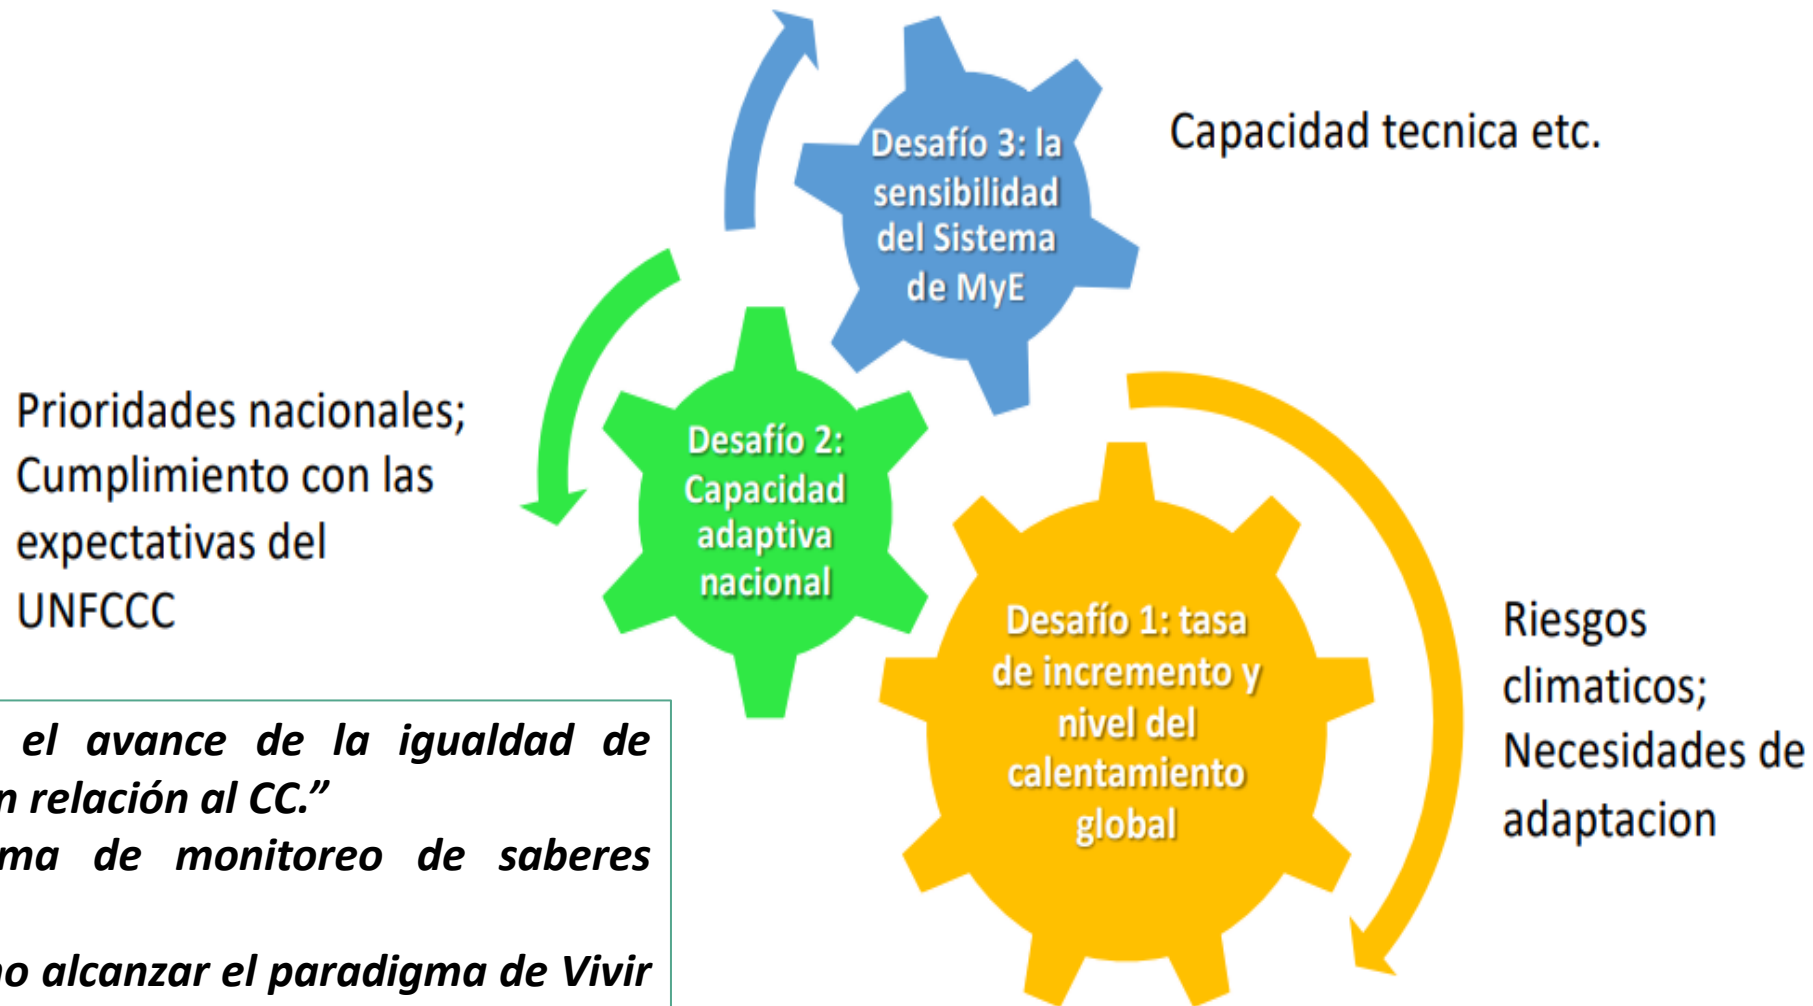 Desafío 3: la
sensibilidad
del Sistema
de MyE
Capacidad tecnica etc.
Prioridades nacionales;
Cumplimiento con las
expectativas del
UNFCCC
Desafío 2:
Capacidad
adaptiva
nacional
Desafío 1: tasa
de incremento y
nivel del
calentamiento
global
Riesgos
climaticos;
Necesidades de
adaptacion
el avance de la igualdad de
n relación al CC.”
ma de monitoreo de saberes
no alcanzar el paradigma de Vivir